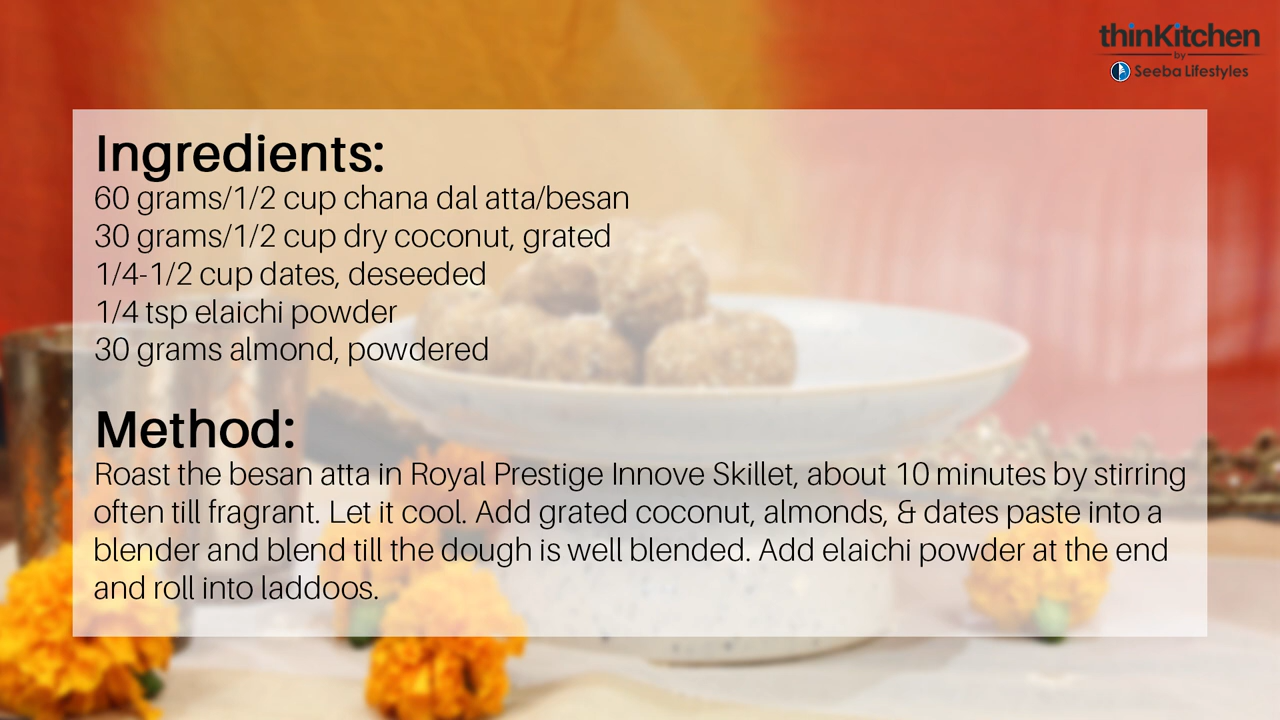 thinKitchen
by
Seeba Lifestyles
Ingredients:
60 grams/1/2 cup chana dal atta/besan
30 grams/1/2 cup dry coconut, grated
1/4-1/2 cup dates, deseeded
1/4 tsp elaichi powder
30 grams almond, powdered
Method:
Roast the besan atta in Royal Prestige Innove Skillet, about 10 minutes by stirring
often till fragrant. Let it cool. Add grated coconut, almonds, & dates paste into a
blender and blend till the dough is well blended. Add elaichi powder at the end
and roll into laddoos.